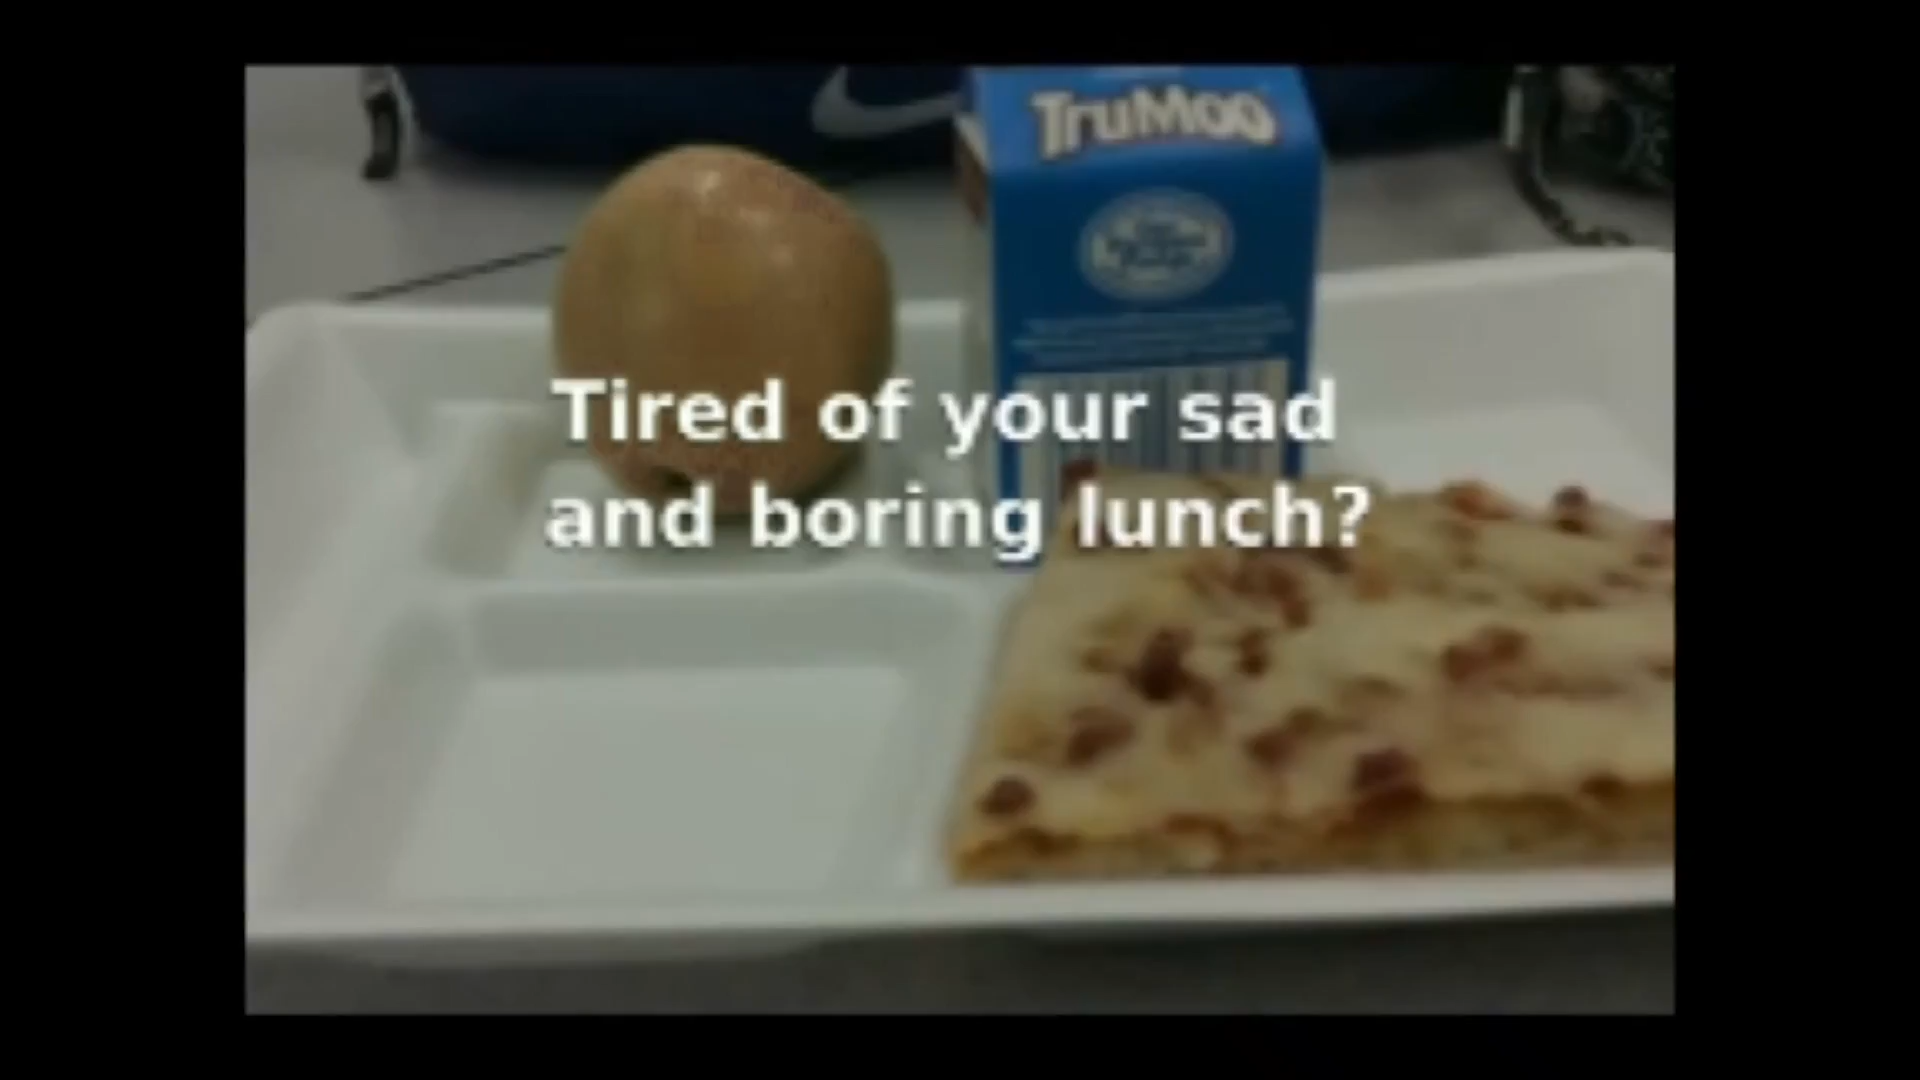 TruMoo
Tired of your sad
and boring lunch?